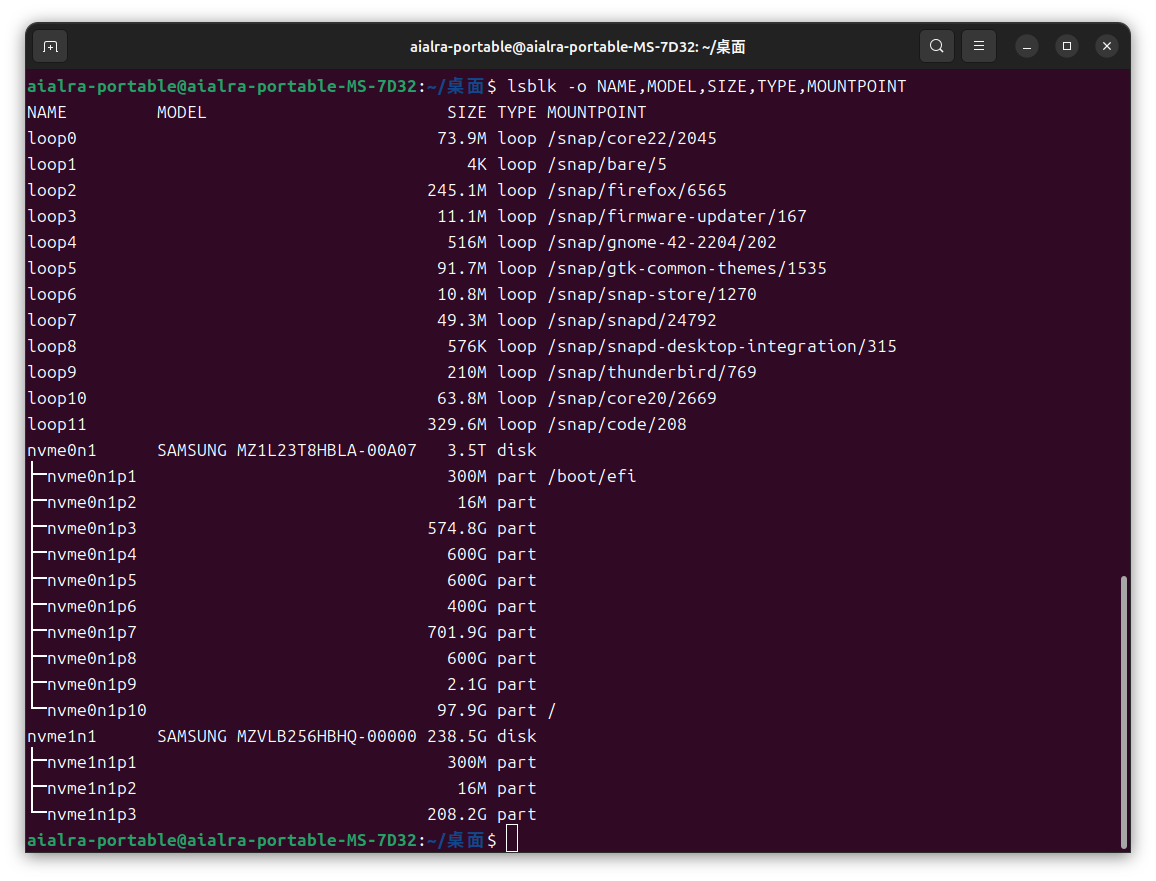 aialra-portable@aialra-portable-MS-7D32: ~/桌面
aialra-portable@aialra-portable-MS-7D32:~/桌面$ lsblk -o NAME,MODEL,SIZE,TYPE,MOUNTPOINT
NAME MODEL SIZE TYPE MOUNTPOINT
loop0 73.9M loop /snap/core22/2045
loop1 4K loop /snap/bare/5
loop2 245.1M loop /snap/firefox/6565
loop3 11.1M loop /snap/firmware-updater/167
loop4 516M loop /snap/gnome-42-2204/202
loop5 91.7M loop /snap/gtk-common-themes/1535
loop6 10.8M loop /snap/snap-store/1270
loop7 49.3M loop /snap/snapd/24792
loop8 576K loop /snap/snapd-desktop-integration/315
loop9 210M loop /snap/thunderbird/769
loop10 63.8M loop /snap/core20/2669
loop11 329.6M loop /snap/code/208
nvme0n1 SAMSUNG MZ1L23T8HBLA-00A07 3.5T disk
├─nvme0n1p1 300M part /boot/efi
├─nvme0n1p2 16M part
├─nvme0n1p3 574.8G part
├─nvme0n1p4 600G part
├─nvme0n1p5 600G part
├─nvme0n1p6 400G part
├─nvme0n1p7 701.9G part
├─nvme0n1p8 600G part
├─nvme0n1p9 2.1G part
└─nvme0n1p10 97.9G part /
nvme1n1 SAMSUNG MZVLB256HBHQ-00000 238.5G disk
├─nvme1n1p1 300M part
├─nvme1n1p2 16M part
└─nvme1n1p3 208.2G part
aialra-portable@aialra-portable-MS-7D32:~/桌面$